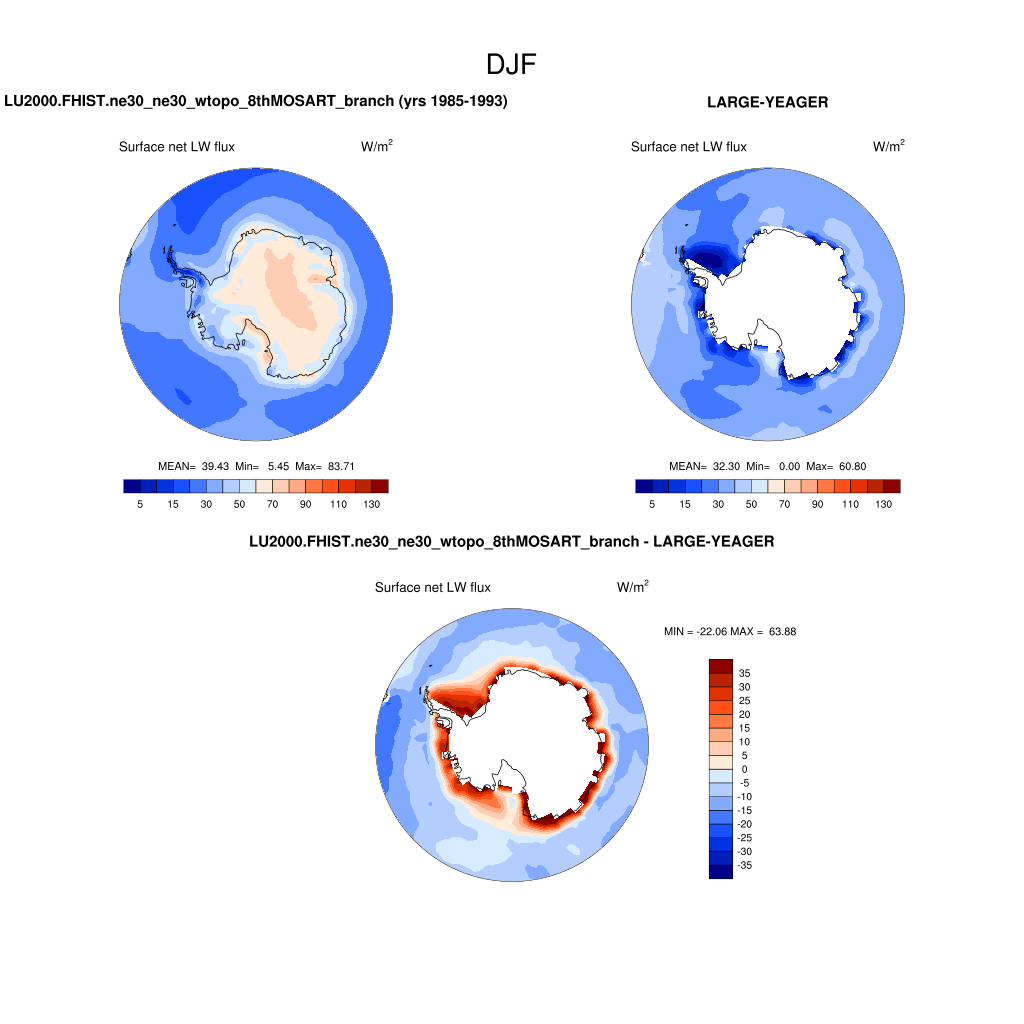 DJF
LU2000.FHIST.ne30_ne30_wtopo_8thMOSART_branch (yrs 1985-1993)
LARGE-YEAGER
Surface net LW flux W/m²
Surface net LW flux W/m²
MEAN= 39.43 Min= 5.45 Max= 83.71
MEAN= 32.30 Min= 0.00 Max= 60.80
5 15 30 50 70 90 110 130
5 15 30 50 70 90 110 130
LU2000.FHIST.ne30_ne30_wtopo_8thMOSART_branch - LARGE-YEAGER
Surface net LW flux W/m²
MIN = -22.06 MAX = 63.88
35
30
25
20
15
10
5
0
-5
-10
-15
-20
-25
-30
-35